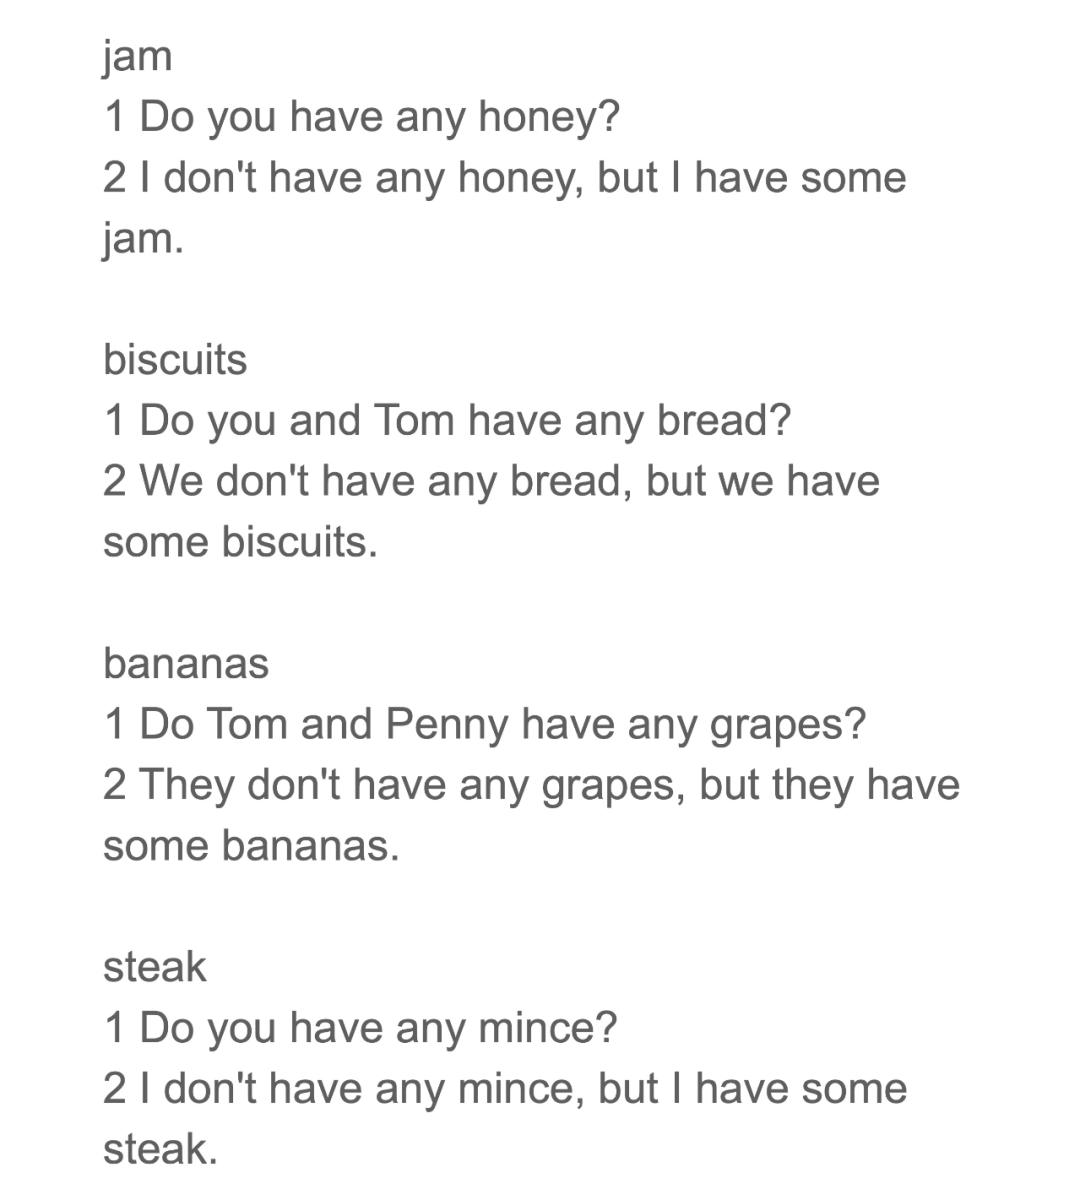 jam
1 Do you have any honey?
2 I don't have any honey, but I have some
jam.
biscuits
1 Do you and Tom have any bread?
2 We don't have any bread, but we have
some biscuits.
bananas
1 Do Tom and Penny have any grapes?
2 They don't have any grapes, but they have
some bananas.
steak
1 Do you have any mince?
2 I don't have any mince, but I have some
steak.